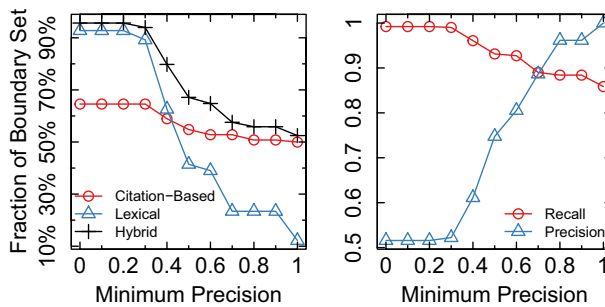 Fraction of Boundary Set
90%
70%
50%
30%
10%
Citation−Based
Lexical
Hybrid
0 0.2 0.4 0.6 0.8 1
Minimum Precision
1
0.9
0.8
0.7
0.6
0.5
Recall
Precision
0 0.2 0.4 0.6 0.8 1
Minimum Precision